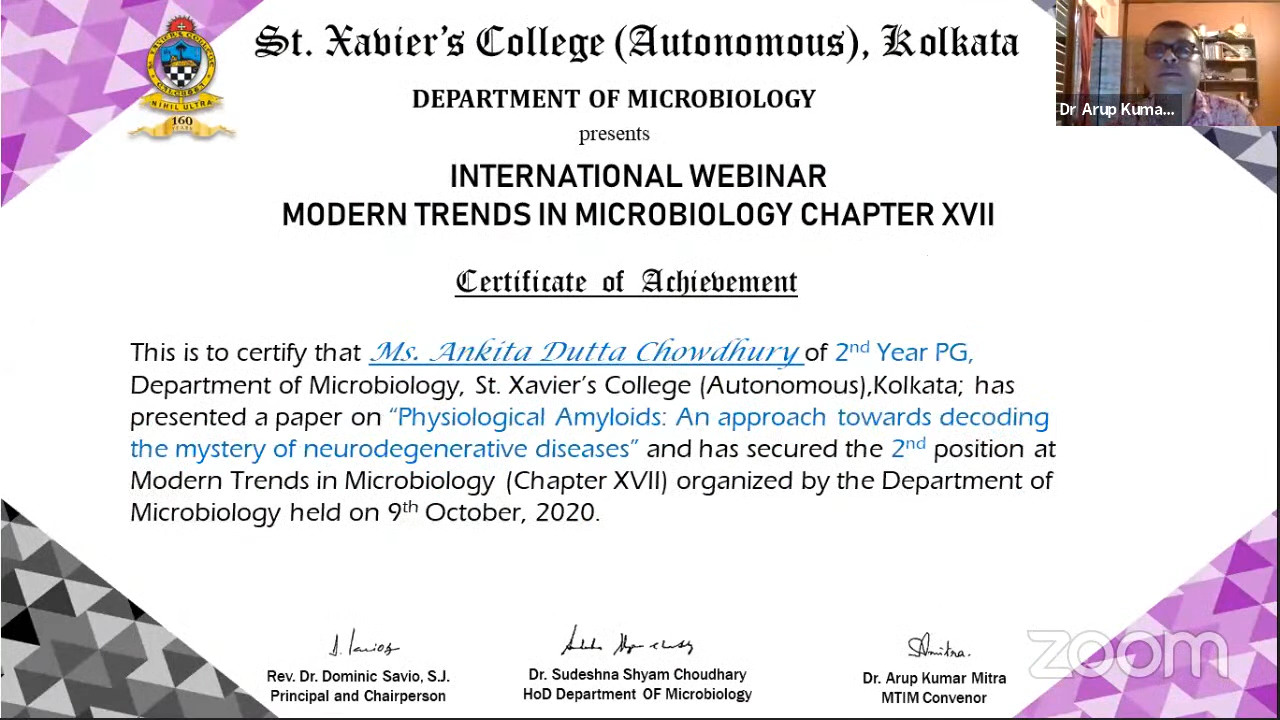 St. Xavier's College (Autonomous), Kolkata
DEPARTMENT OF MICROBIOLOGY
presents
INTERNATIONAL WEBINAR
MODERN TRENDS IN MICROBIOLOGY CHAPTER XVII
Certificate of Achievement
This is to certify that Ms. Ankita Dutta Chowdhury of 2nd Year PG,
Department of Microbiology, St. Xavier's College (Autonomous),Kolkata; has
presented a paper on “Physiological Amyloids: An approach towards decoding
the mystery of neurodegenerative diseases” and has secured the 2nd position at
Modern Trends in Microbiology (Chapter XVII) organized by the Department of
Microbiology held on 9th October, 2020.
Rev. Dr. Dominic Savio, S.J.
Principal and Chairperson
Dr. Sudeshna Shyam Choudhary
HoD Department OF Microbiology
Dr. Arup Kumar Mitra
MTIM Convenor
Dr Arup Kuma...
NIHIL ULTRA
160
YEARS
zoom